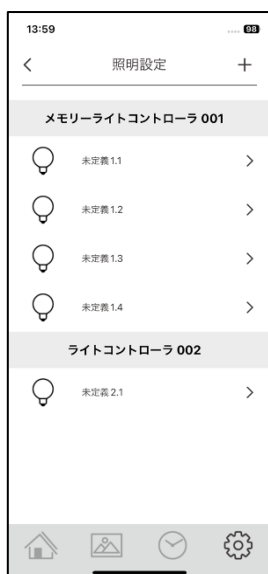 13:59
98
照明設定
メモリーライトコントローラ 001
未定義1.1
未定義1.2
未定義1.3
未定義1.4
ライトコントローラ 002
未定義2.1